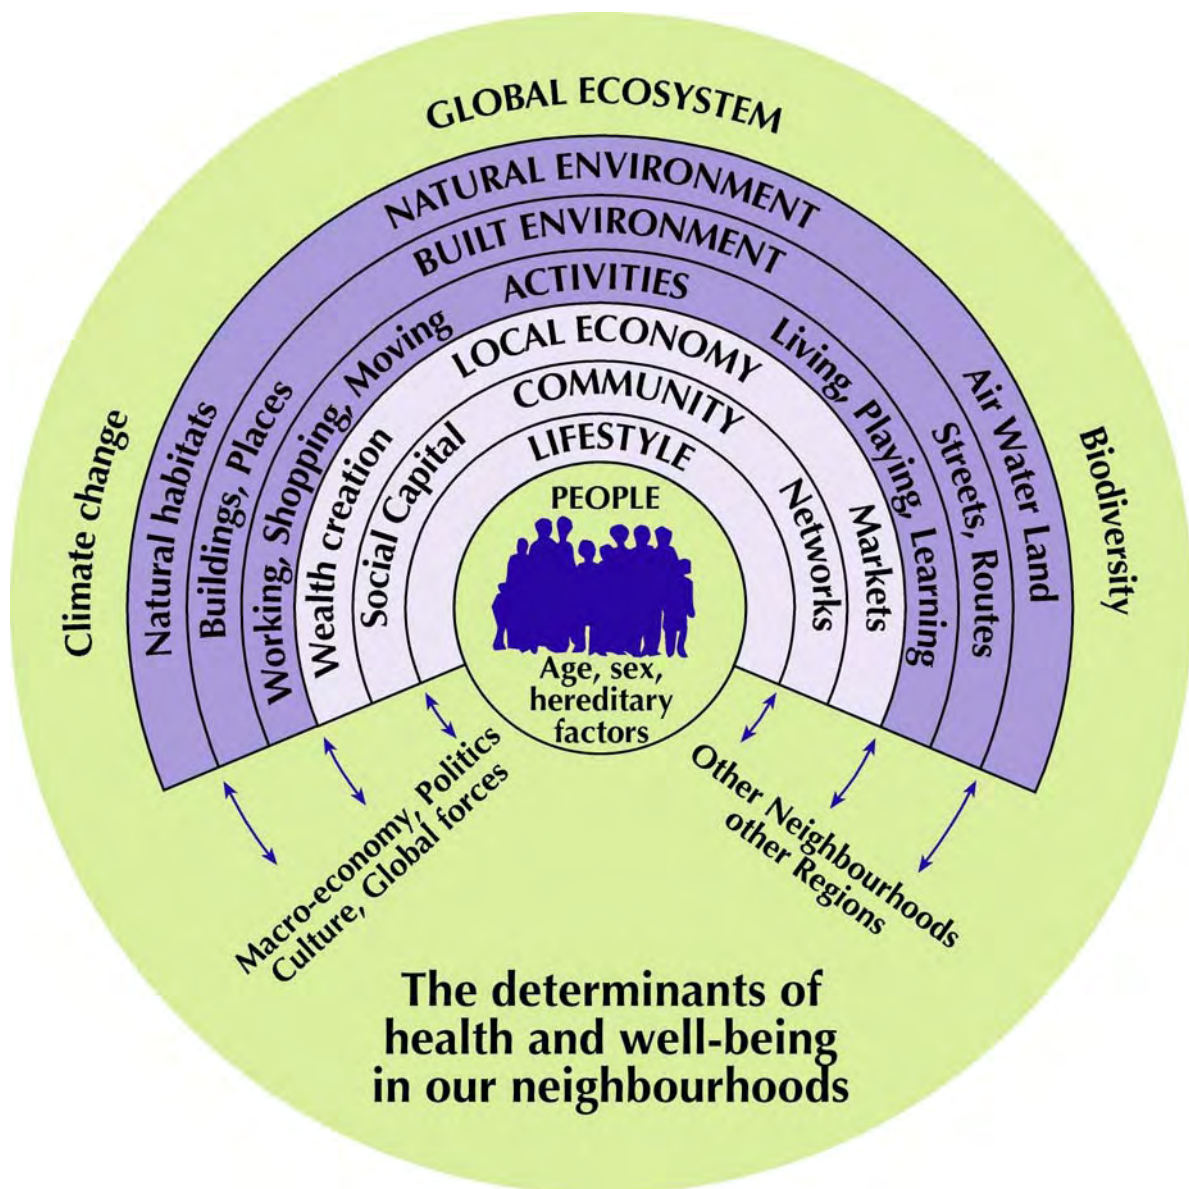 GLOBAL ECOSYSTEM
NATURAL ENVIRONMENT
BUILT ENVIRONMENT
ACTIVITIES
LOCAL ECONOMY
COMMUNITY
LIFESTYLE
PEOPLE
Age, sex,
hereditary
factors
Climate change
Natural habitats
Buildings, Places
Working, Shopping, Moving
Wealth creation
Social Capital
Networks
Markets
Living, Playing, Learning
Streets, Routes
Air Water Land
Biodiversity
Macro-economy, Politics
Culture, Global forces
Other Neighbourhoods
other Regions
The determinants of
health and well-being
in our neighbourhoods